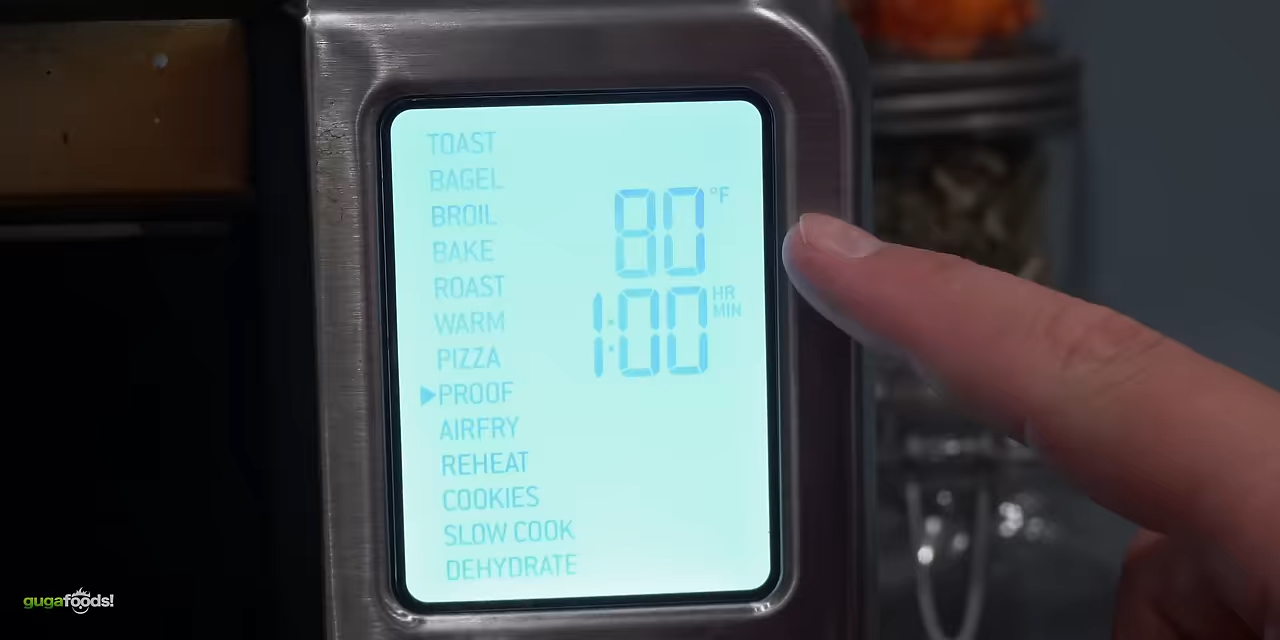 TOAST
BAGEL
BROIL
BAKE
ROAST
WARM
PIZZA
PROOF
AIRFRY
REHEAT
COOKIES
SLOW COOK
DEHYDRATE
80 °F
1:00 HR MIN
gugafoods!